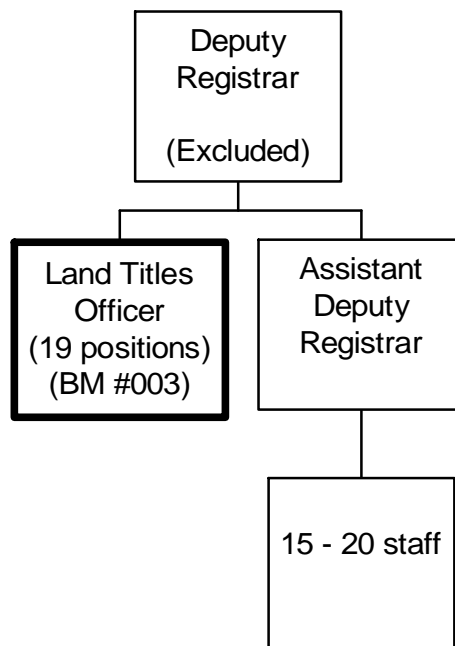 Deputy
Registrar
(Excluded)
Land Titles
Officer
(19 positions)
(BM #003)
Assistant
Deputy
Registrar
15 - 20 staff